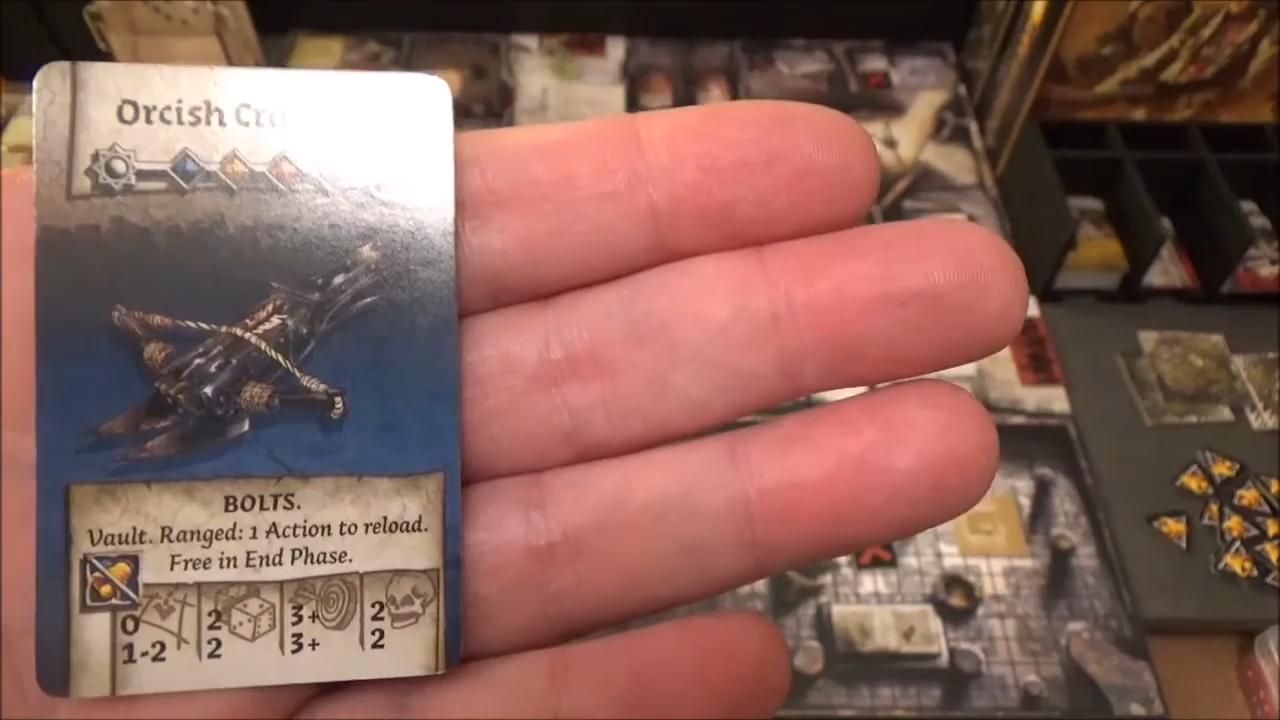 Orcish Cro
BOLTS.
Vault. Ranged: 1 Action to reload.
Free in End Phase.
0 2 3+ 2
1-2 2 3+ 2